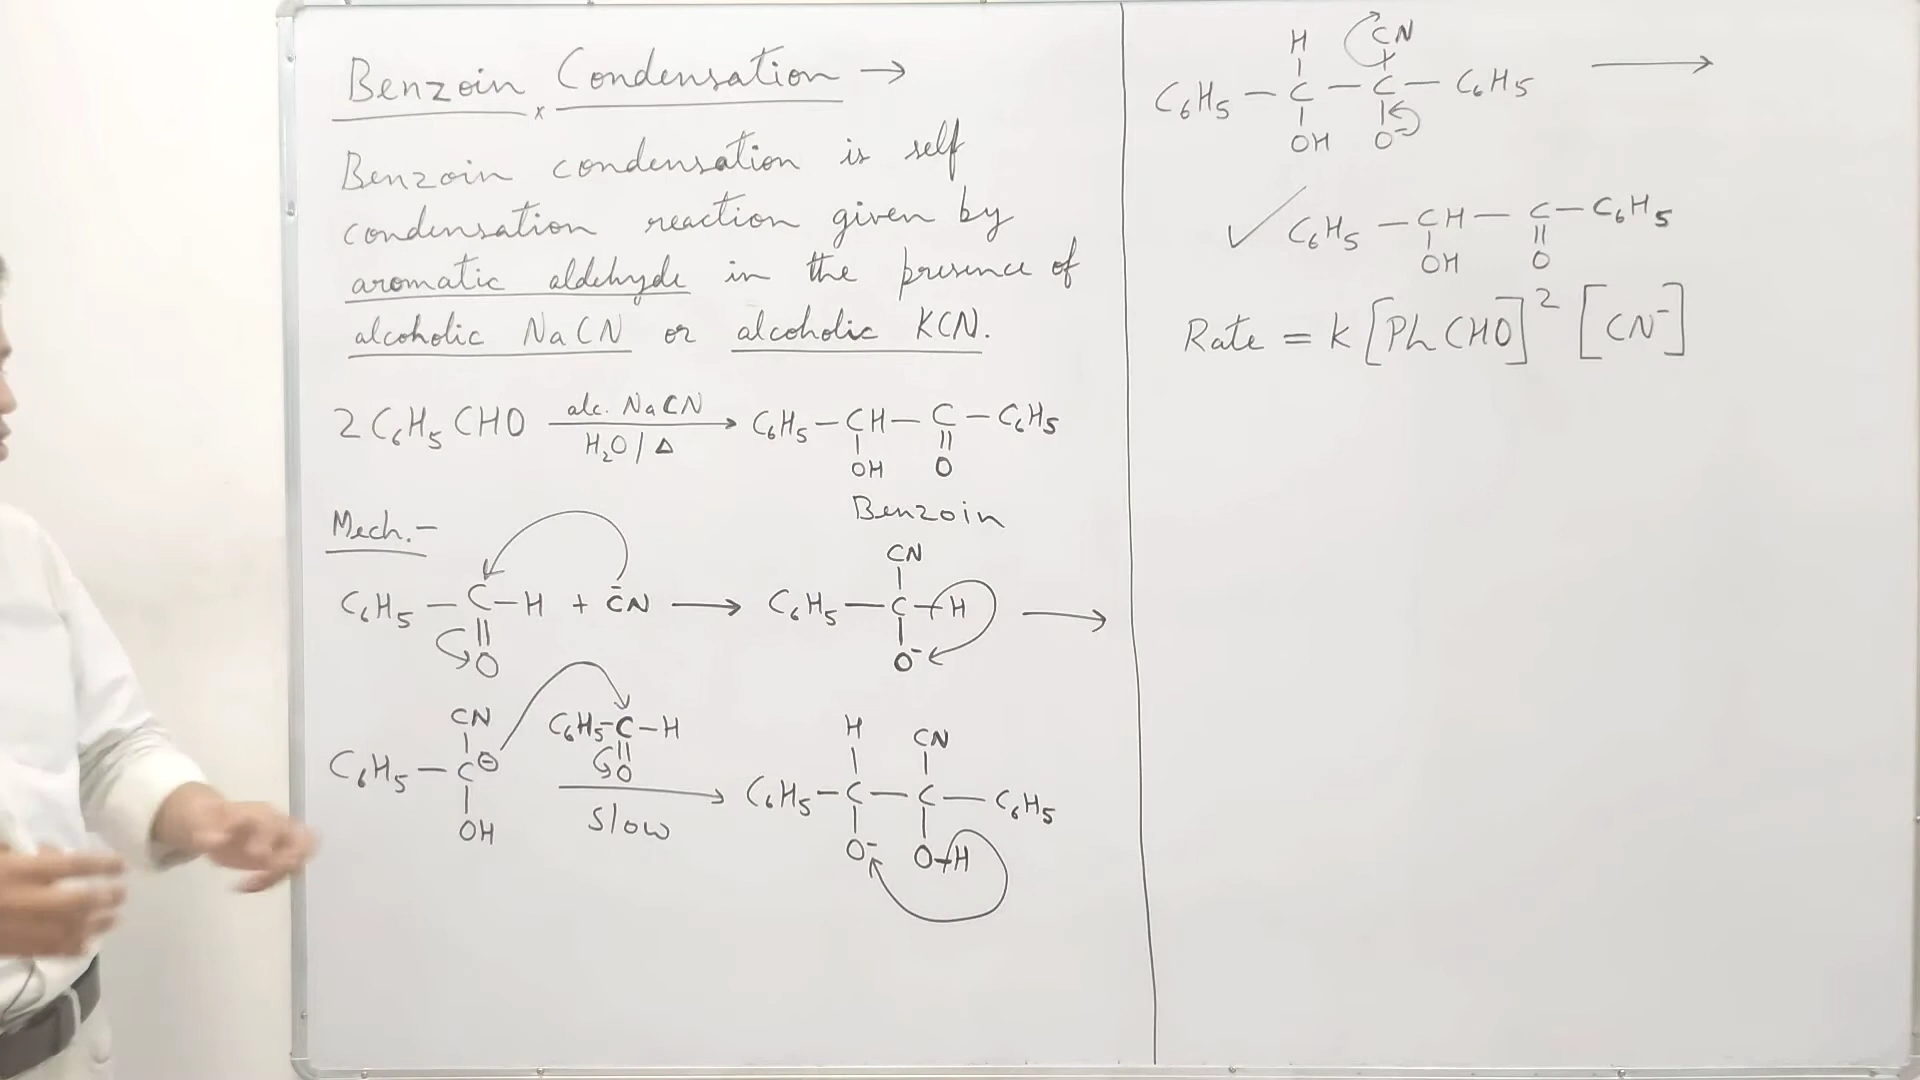 Benzoin Condensation →
Benzoin condensation is self
condensation reaction given by
aromatic aldehyde in the presence of
alcoholic NaCN or alcoholic KCN.
2 C₆H₅ CHO alc. NaCN / H₂O / Δ → C₆H₅ – CH – C – C₆H₅
OH O
Benzoin
Mech.-
CN
C₆H₅ – C – H + C̄N → C₆H₅ – C – H →
O O⁻
CN C₆H₅ – C – H H CN
O
C₆H₅ – C⊖ → C₆H₅ – C – C – C₆H₅
OH Slow O⁻ O–H
H CN
C₆H₅ – C – C – C₆H₅ →
OH O⁻
✓ C₆H₅ – CH – C – C₆H₅
OH O
Rate = k [PhCHO]² [CN⁻]